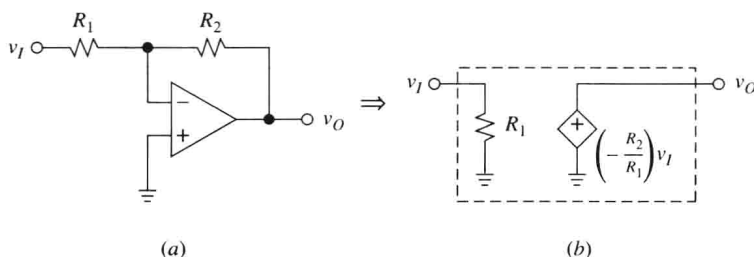 R1 R2
vI
−
+
vO
⇒
vI
vO
R1
+
(− R2/R1) vI
(a) (b)